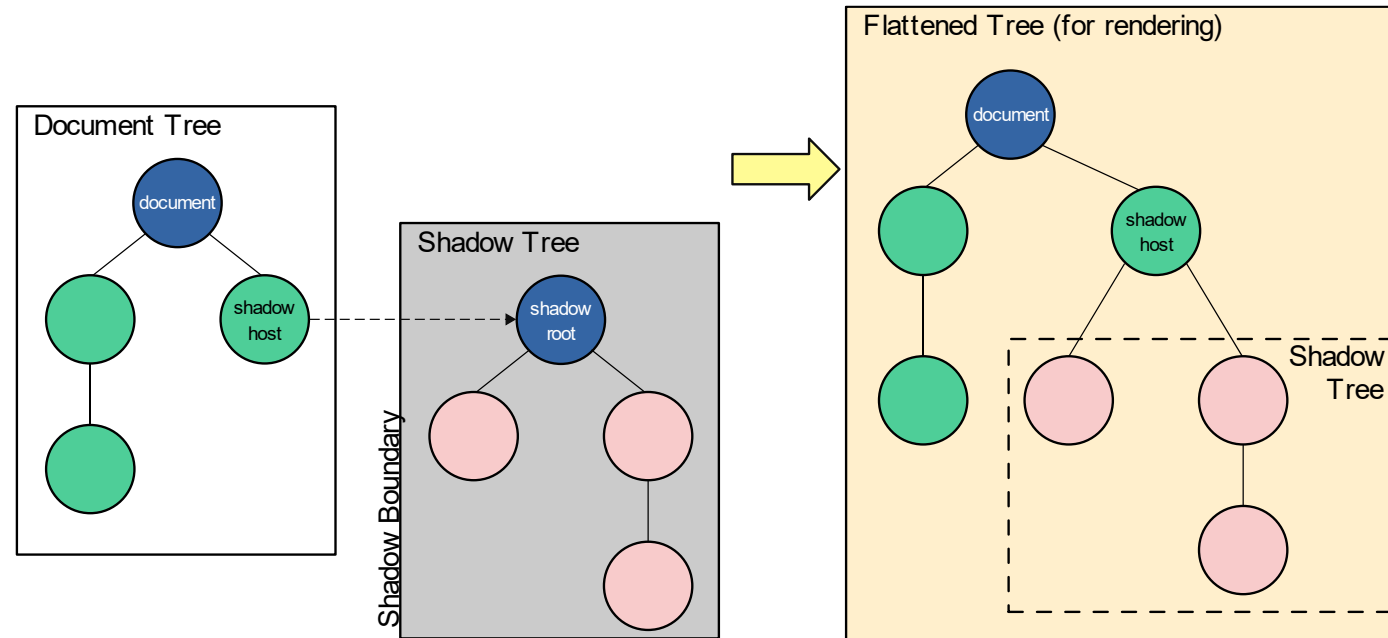 Document Tree
document
shadow
host
Shadow Tree
shadow
root
Shadow Boundary
Flattened Tree (for rendering)
document
shadow
host
Shadow
Tree